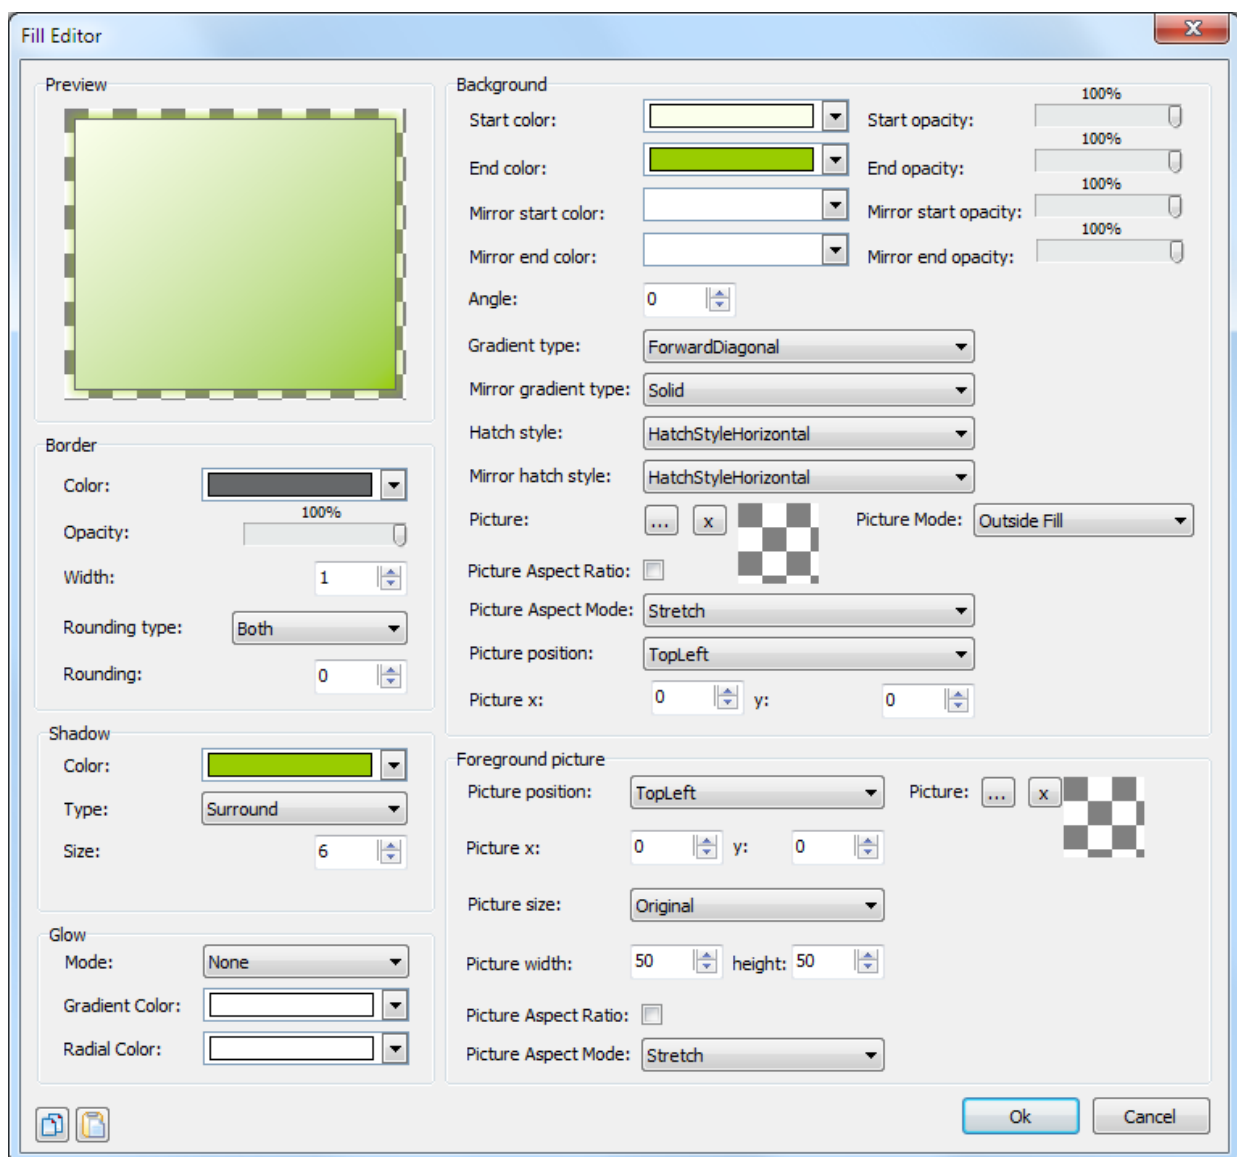 Fill Editor
x
Preview
Background
Start color:
Start opacity:
100%
End color:
End opacity:
100%
Mirror start color:
Mirror start opacity:
100%
Mirror end color:
Mirror end opacity:
100%
Angle:
0
Gradient type:
ForwardDiagonal
Mirror gradient type:
Solid
Hatch style:
HatchStyleHorizontal
Mirror hatch style:
HatchStyleHorizontal
Picture:
...
x
Picture Mode:
Outside Fill
Picture Aspect Ratio:
Picture Aspect Mode:
Stretch
Picture position:
TopLeft
Picture x:
0
y:
0
Border
Color:
Opacity:
100%
Width:
1
Rounding type:
Both
Rounding:
0
Shadow
Color:
Type:
Surround
Size:
6
Glow
Mode:
None
Gradient Color:
Radial Color:
Foreground picture
Picture position:
TopLeft
Picture:
...
x
Picture x:
0
y:
0
Picture size:
Original
Picture width:
50
height:
50
Picture Aspect Ratio:
Picture Aspect Mode:
Stretch
Ok
Cancel